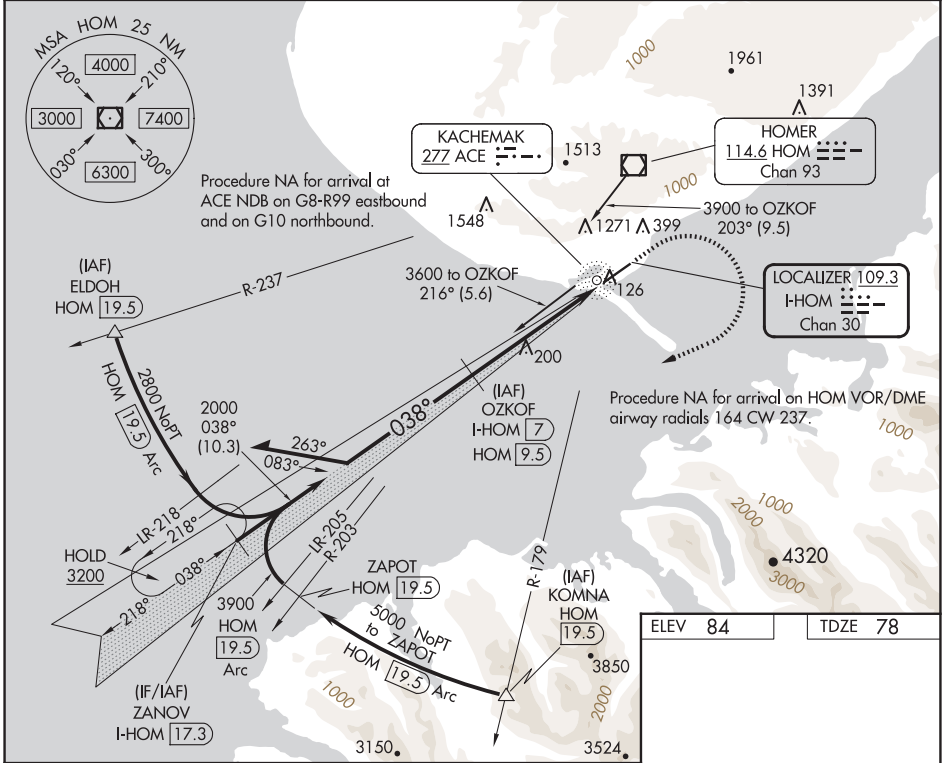 MSA HOM 25 NM
120°
4000
210°
3000
7400
030°
6300
300°
Procedure NA for arrival at
ACE NDB on G8-R99 eastbound
and on G10 northbound.
KACHEMAK
277 ACE
1513
1548
1000
1961
1391
HOMER
114.6 HOM
Chan 93
1000
3900 to OZKOF
203° (9.5)
1271
399
126
LOCALIZER 109.3
I-HOM
Chan 30
3600 to OZKOF
216° (5.6)
R-237
(IAF)
ELDOH
HOM 19.5
2800 NoPT
HOM 19.5 Arc
2000
038°
(10.3)
263°
083°
038°
200
(IAF)
OZKOF
I-HOM 7
HOM 9.5
Procedure NA for arrival on HOM VOR/DME
airway radials 164 CW 237.
1000
LR-218
218°
HOLD
3200
038°
218°
LR-205
R-203
3900
HOM
19.5
Arc
ZAPOT
HOM 19.5
R-179
(IAF)
KOMNA
HOM
19.5
5000 NoPT
to ZAPOT
HOM 19.5 Arc
(IF/IAF)
ZANOV
I-HOM 17.3
1000
2000
4320
3000
3850
2000
1000
3150
3524
ELEV 84
TDZE 78